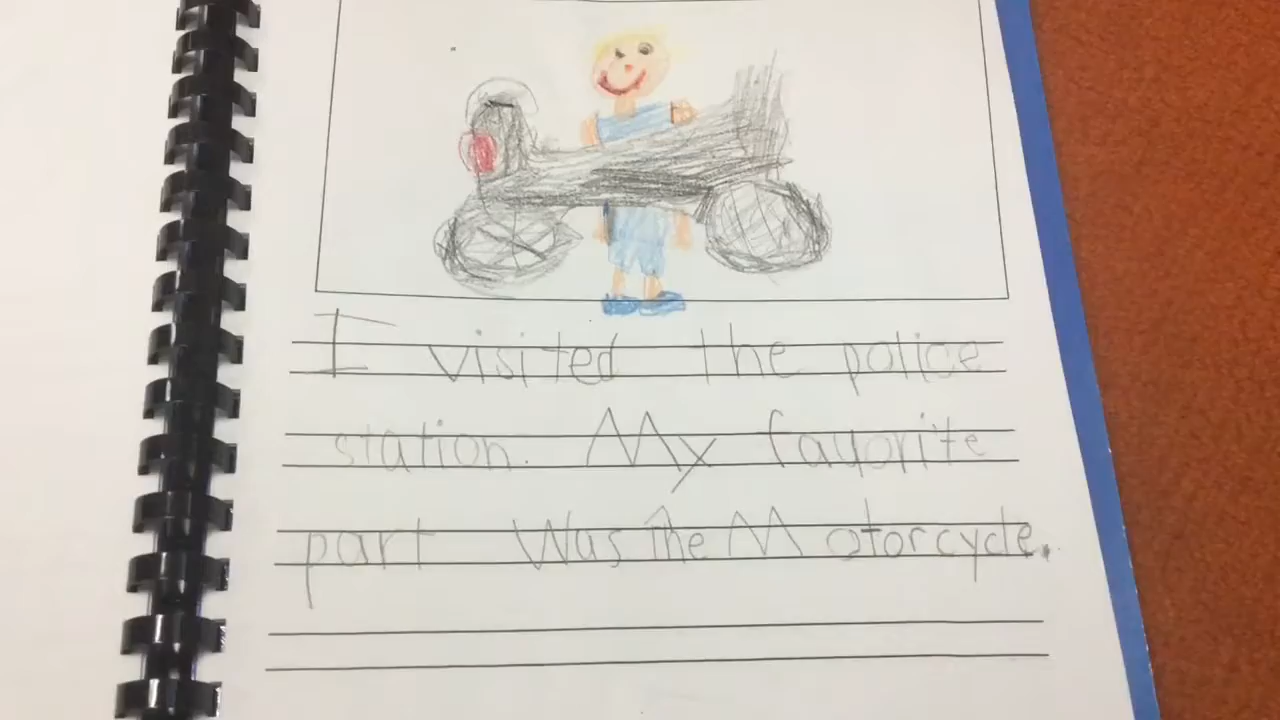 I visited the police
station. My favorite
part Was the Motorcycle.